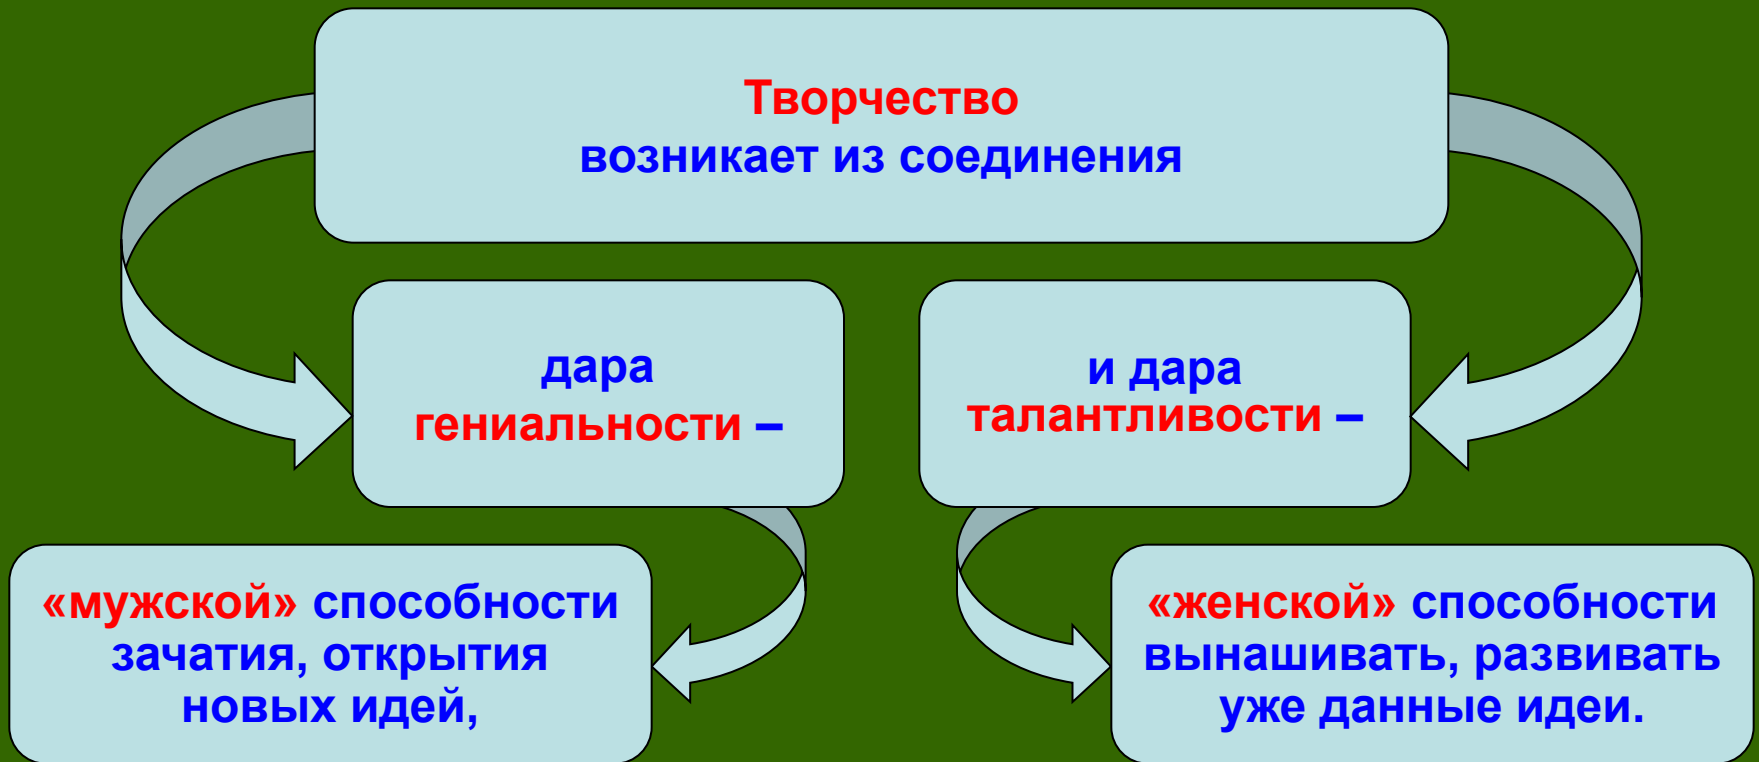 Творчество
возникает из соединения
дара
гениальности –
и дара
талантливости –
«мужской» способности
зачатия, открытия
новых идей,
«женской» способности
вынашивать, развивать
уже данные идеи.